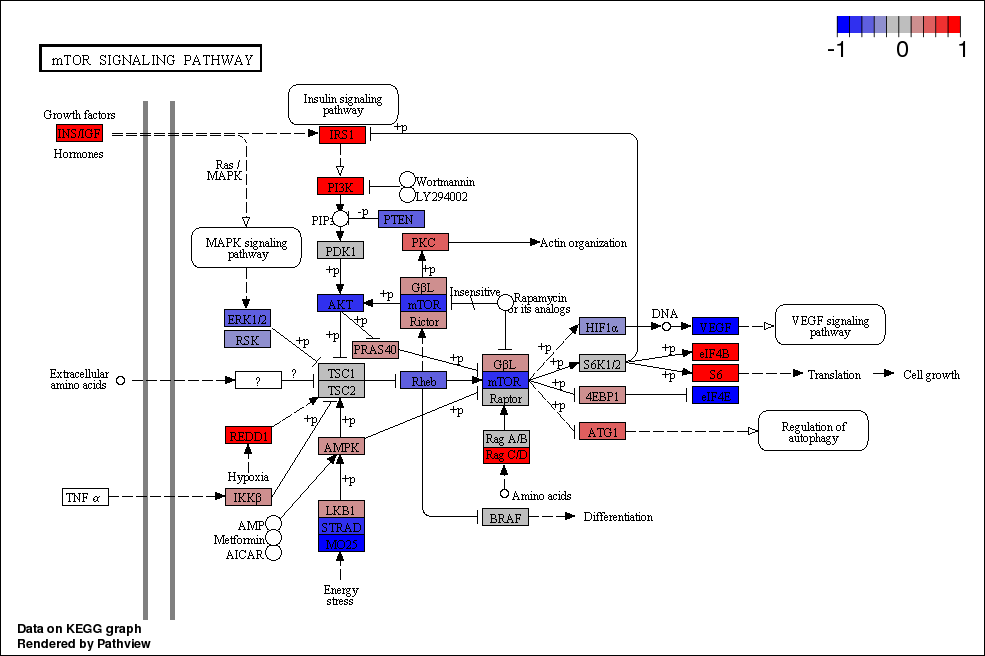 -1 0 1
mTOR SIGNALING PATHWAY
Insulin signaling
pathway
Growth factors
INS/IGF
Hormones
IRS1
+p
Ras /
MAPK
PI3K
Wortmannin
LY294002
PIP3
-p
PTEN
MAPK signaling
pathway
PDK1
PKC
Actin organization
+p
+p
GβL
mTOR
Rictor
AKT
+p
Insensitive
Rapamycin
or its analogs
ERK1/2
RSK
+p
+p
+p
PRAS40
+p
HIF1α
DNA
VEGF
VEGF signaling
pathway
+p
+p
+p
GβL
mTOR
Raptor
S6K1/2
+p
+p
eIF4B
S6
Translation
Cell growth
Extracellular
amino acids
?
?
TSC1
TSC2
Rheb
4EBP1
eIF4E
+p
ATG1
Regulation of
autophagy
REDD1
+p
+p
AMPK
Rag A/B
Rag C/D
Hypoxia
TNF α
IKKβ
+p
Amino acids
LKB1
STRAD
MO25
BRAF
Differentiation
AMP
Metformin
AICAR
Energy
stress
Data on KEGG graph
Rendered by Pathview